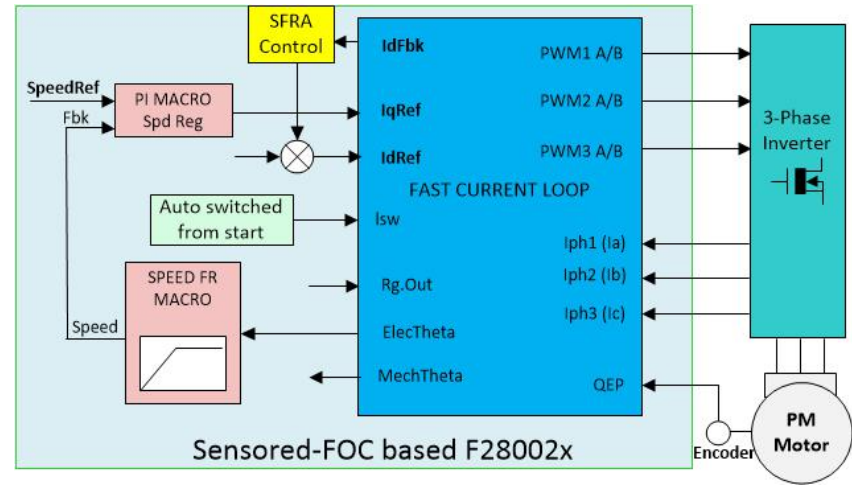 SFRA
Control
IdFbk
PWM1 A/B
SpeedRef
PI MACRO
Spd Reg
Fbk
IqRef
PWM2 A/B
3-Phase
Inverter
IdRef
PWM3 A/B
FAST CURRENT LOOP
Auto switched
from start
lsw
Iph1 (Ia)
SPEED FR
MACRO
Rg.Out
Iph2 (Ib)
Iph3 (Ic)
Speed
ElecTheta
MechTheta
QEP
PM
Motor
Encoder
Sensored-FOC based F28002x